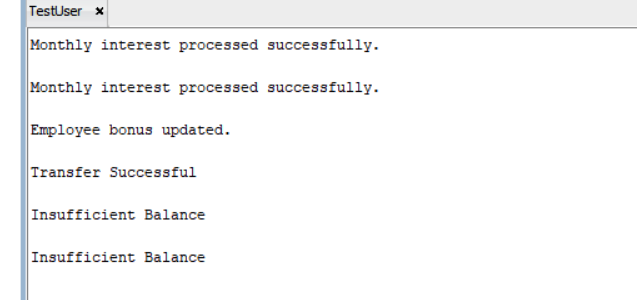 TestUser ×
Monthly interest processed successfully.
Monthly interest processed successfully.
Employee bonus updated.
Transfer Successful
Insufficient Balance
Insufficient Balance